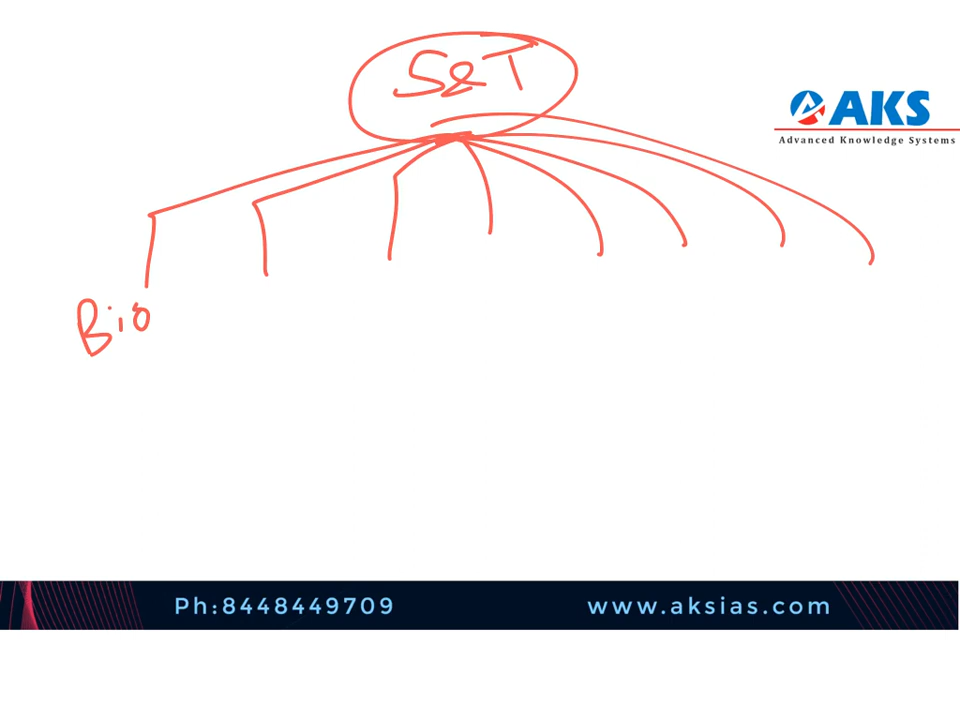 S&T
AKS
Advanced Knowledge Systems
Bio
Ph:8448449709
www.aksias.com